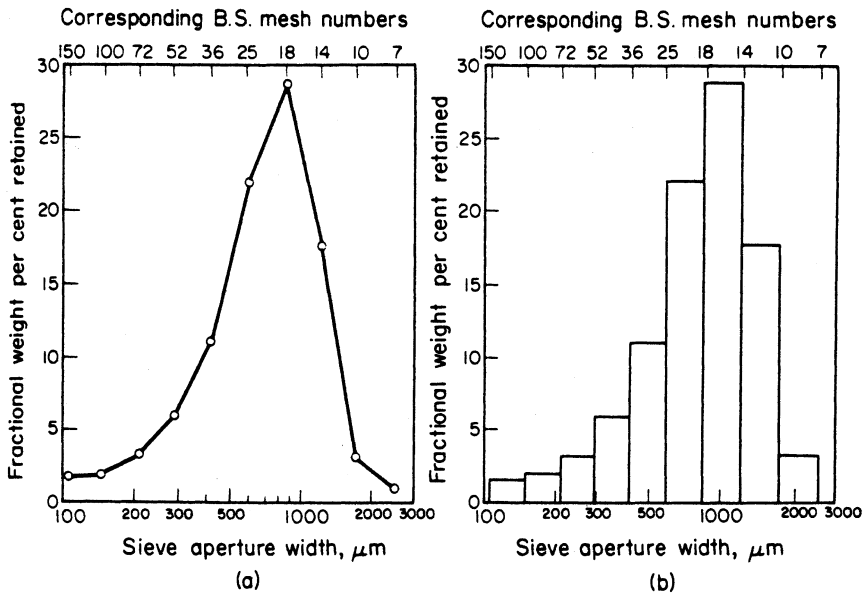 Corresponding B.S. mesh numbers
150 100 72 52 36 25 18 14 10 7
30
25
20
15
10
5
0
Fractional weight per cent retained
100 200 300 500 1000 2000 3000
Sieve aperture width, μm
(a)
Corresponding B.S. mesh numbers
150 100 72 52 36 25 18 14 10 7
30
25
20
15
10
5
0
Fractional weight per cent retained
100 200 300 500 1000 2000 3000
Sieve aperture width, μm
(b)